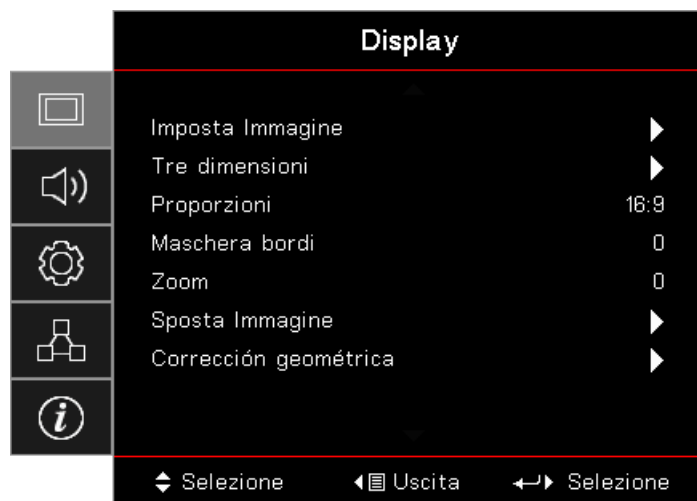 Display
Imposta Immagine
Tre dimensioni
Proporzioni 16:9
Maschera bordi 0
Zoom 0
Sposta Immagine
Corrección geométrica
Selezione Uscita Selezione